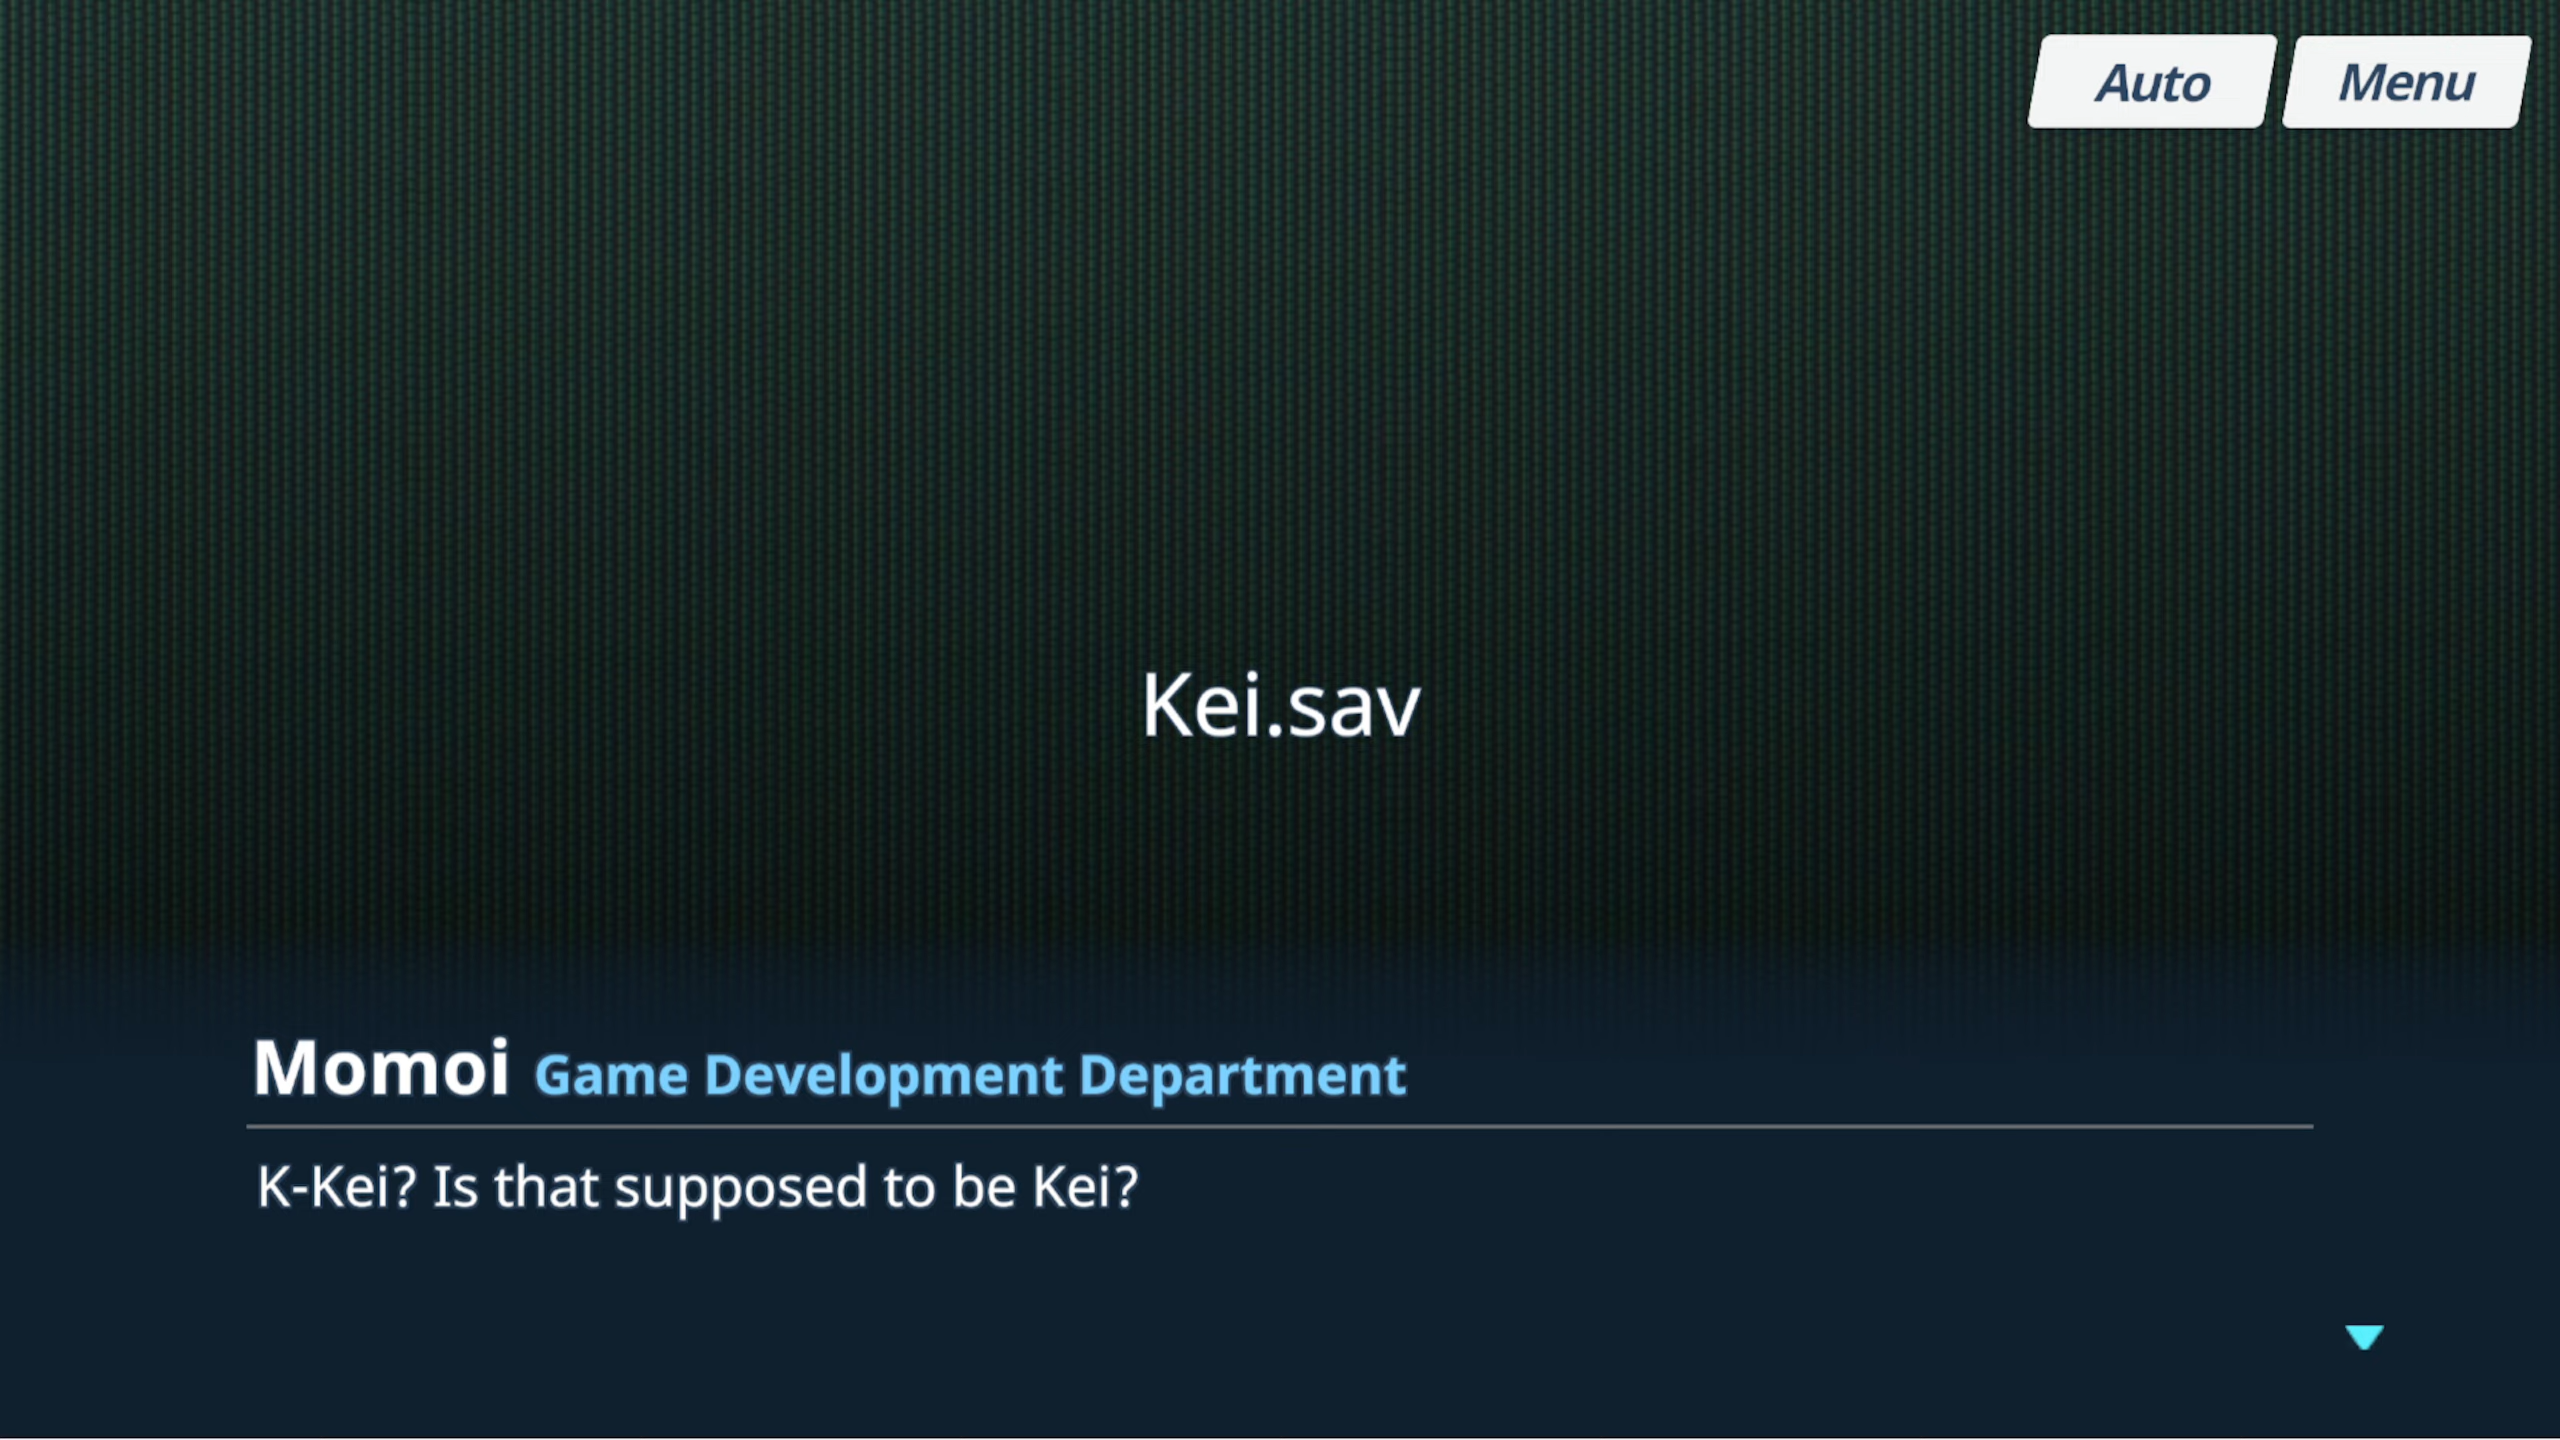 Auto
Menu
Kei.sav
Momoi Game Development Department
K-Kei? Is that supposed to be Kei?